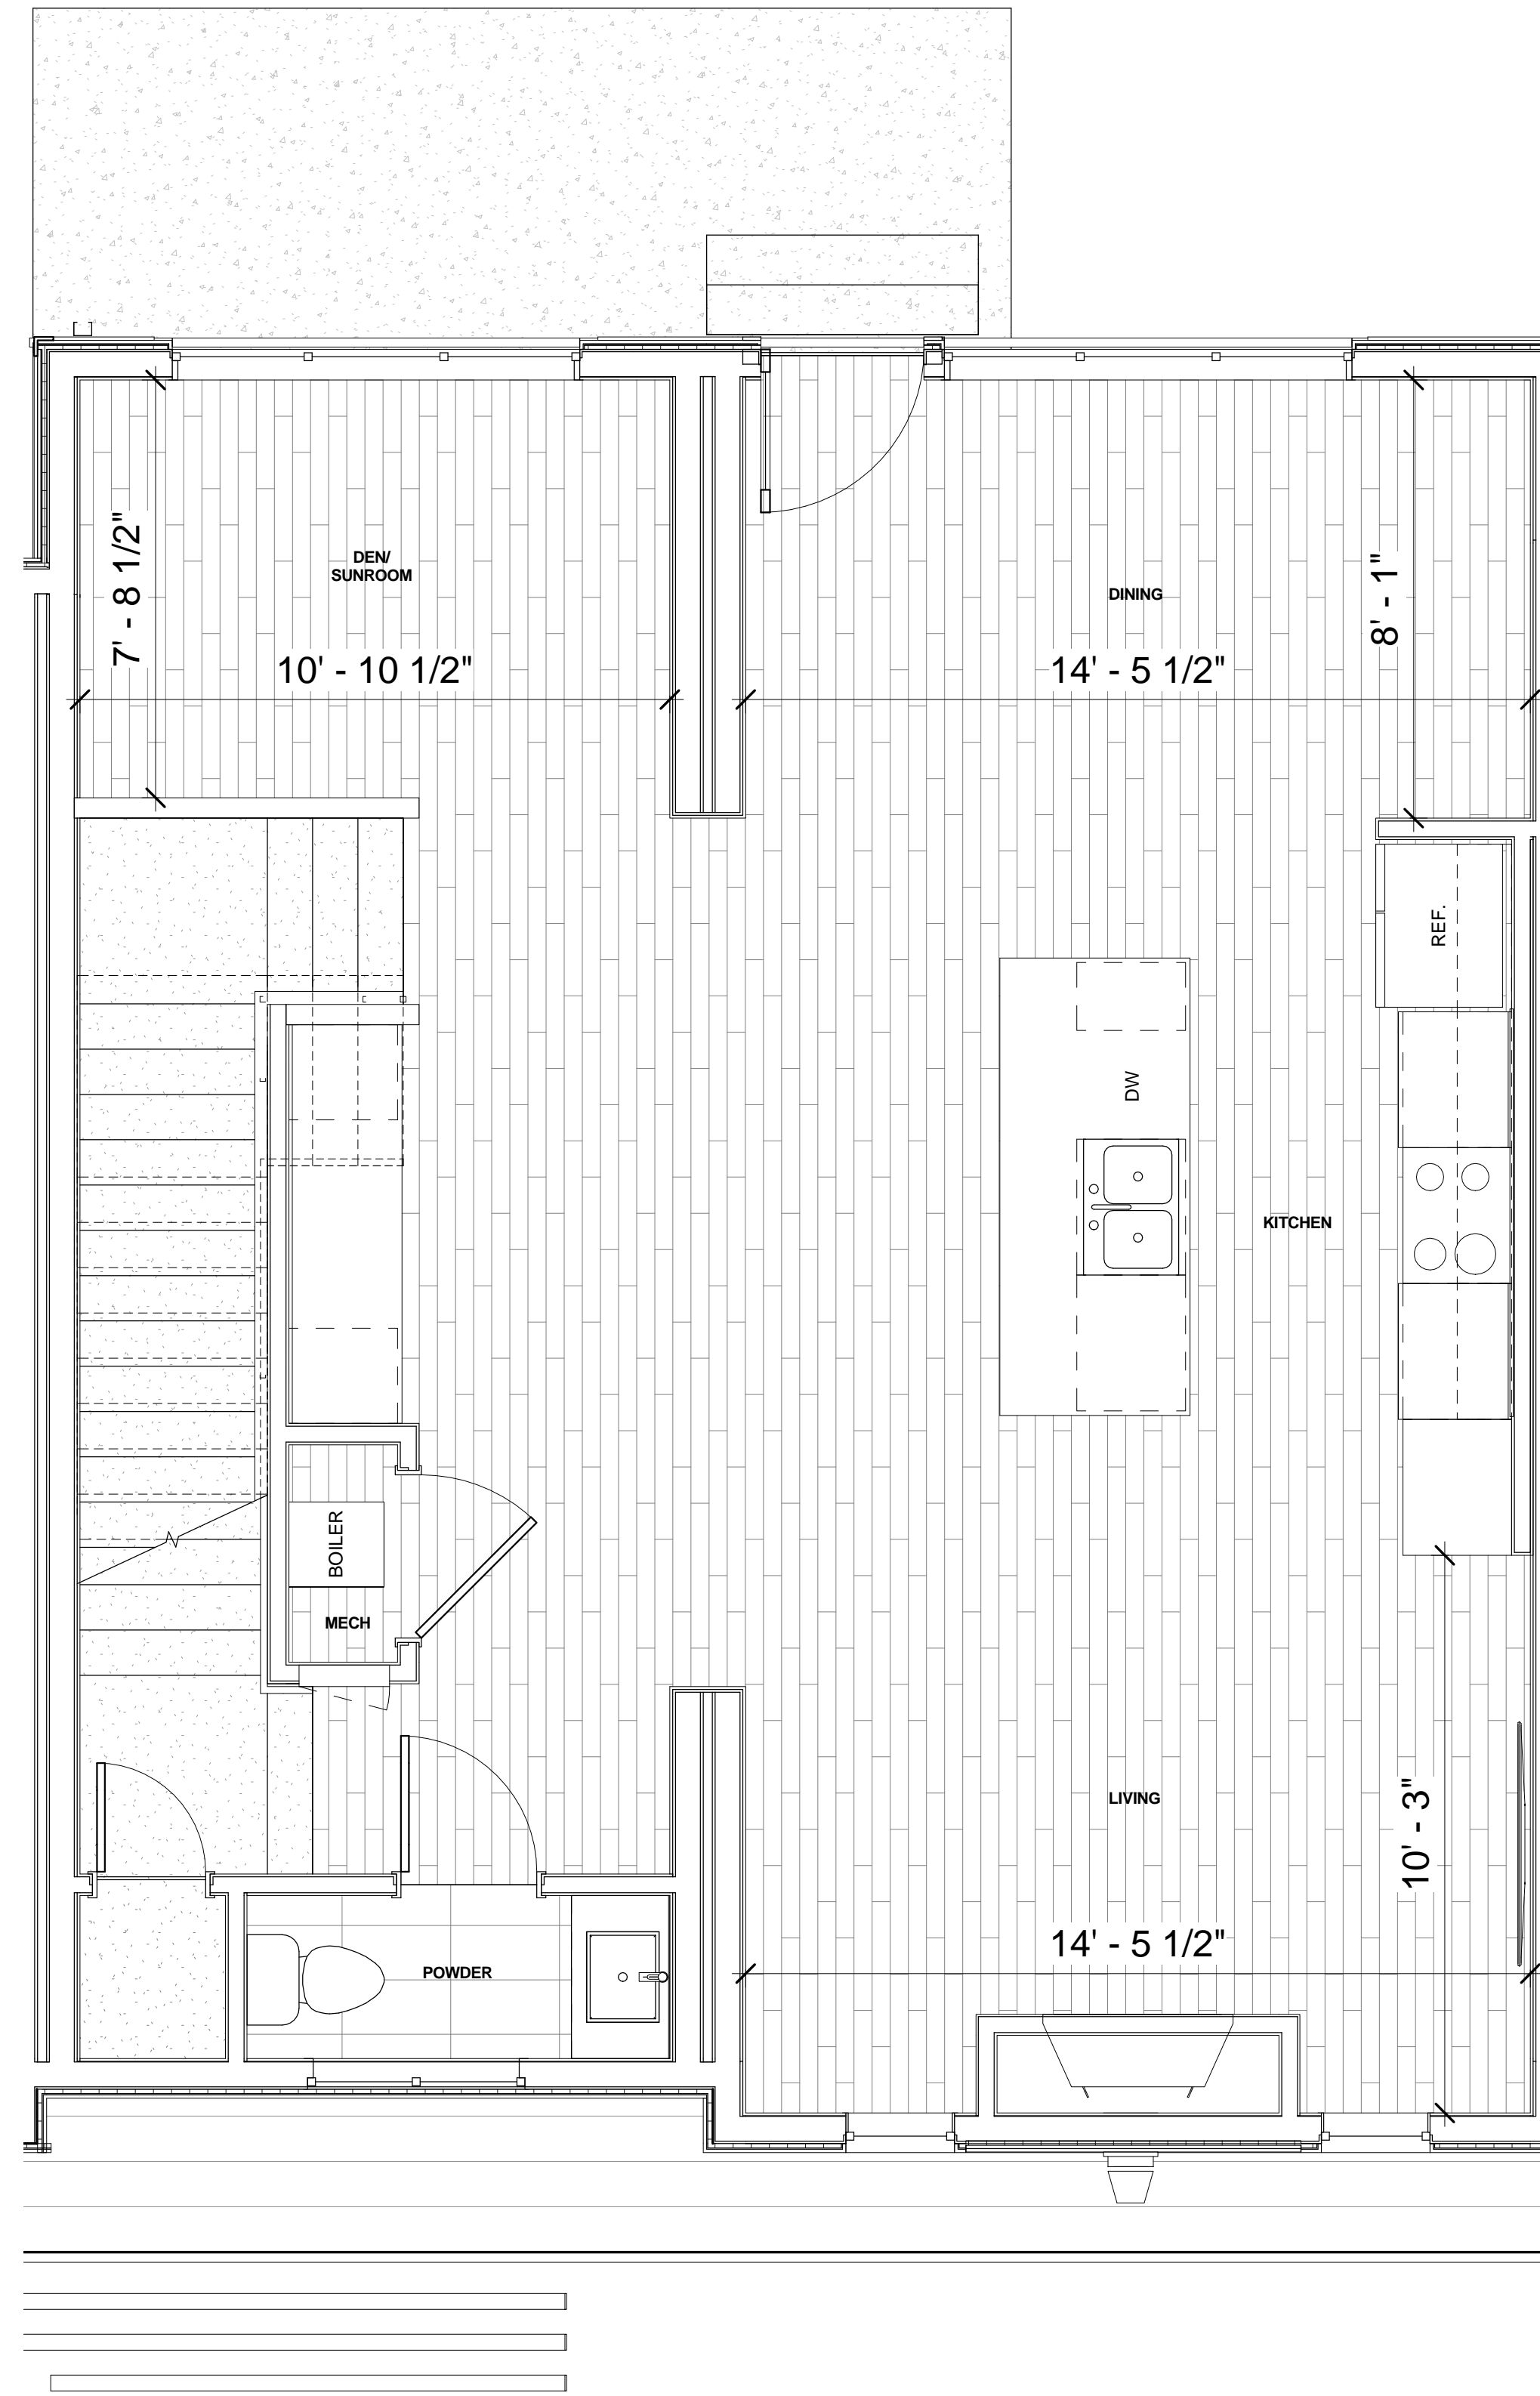 DEN/
SUNROOM
7' - 8 1/2"
10' - 10 1/2"
DINING
8' - 1"
14' - 5 1/2"
REF.
DW
KITCHEN
BOILER
MECH
LIVING
10' - 3"
14' - 5 1/2"
POWDER